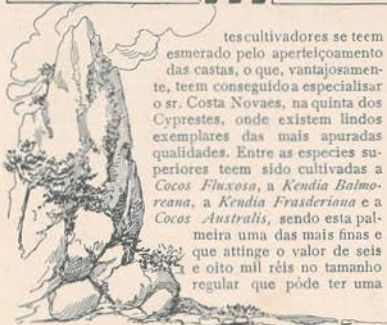 tes cultivadores se teem
esmerado pelo aperfeiçoamento
das castas, o que, vantajosamen-
te, teem conseguido a especialisar
o sr. Costa Novaes, na quinta dos
Cyprestes, onde existem lindos
exemplares das mais apuradas
qualidades. Entre as especies su-
periores teem sido cultivadas a
Cocos Fluxosa, a Kendia Balmo-
reana, a Kendia Frasderiana e a
Cocos Australis, sendo esta pal-
meira uma das mais finas e
que attinge o valor de seis
e oito mil réis no tamanho
regular que póde ter uma